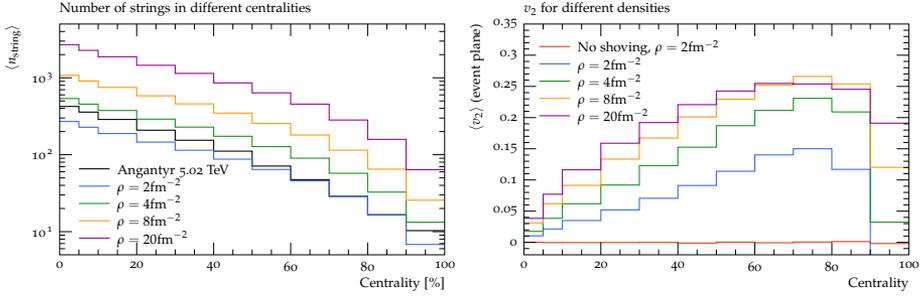 Number of strings in different centralities
⟨n_string⟩
10³
10²
10¹
Angantyr 5.02 TeV
ρ = 2fm⁻²
ρ = 4fm⁻²
ρ = 8fm⁻²
ρ = 20fm⁻²
0 20 40 60 80 100
Centrality [%]
v₂ for different densities
⟨v₂⟩ (event plane)
0.35
0.3
0.25
0.2
0.15
0.1
0.05
0
No shoving, ρ = 2fm⁻²
ρ = 2fm⁻²
ρ = 4fm⁻²
ρ = 8fm⁻²
ρ = 20fm⁻²
0 20 40 60 80 100
Centrality